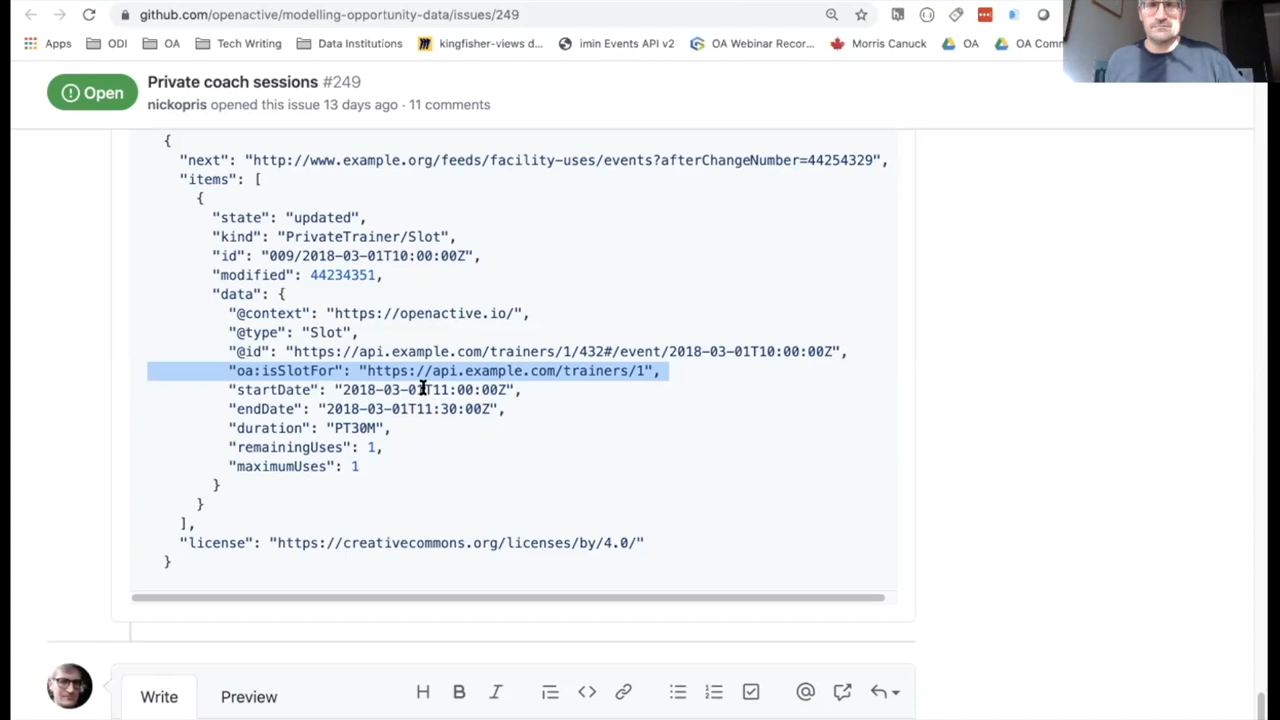 github.com/openactive/modelling-opportunity-data/issues/249
Apps ODI OA Tech Writing Data Institutions kingfisher-views d... imin Events API v2 OA Webinar Recor... Morris Canuck OA OA Comm
Open
Private coach sessions #249
nickopris opened this issue 13 days ago · 11 comments
{
"next": "http://www.example.org/feeds/facility-uses/events?afterChangeNumber=44254329",
"items": [
{
"state": "updated",
"kind": "PrivateTrainer/Slot",
"id": "009/2018-03-01T10:00:00Z",
"modified": 44234351,
"data": {
"@context": "https://openactive.io/",
"@type": "Slot",
"@id": "https://api.example.com/trainers/1/432#/event/2018-03-01T10:00:00Z",
"oa:isSlotFor": "https://api.example.com/trainers/1",
"startDate": "2018-03-01T11:00:00Z",
"endDate": "2018-03-01T11:30:00Z",
"duration": "PT30M",
"remainingUses": 1,
"maximumUses": 1
}
}
],
"license": "https://creativecommons.org/licenses/by/4.0/"
}
Write Preview